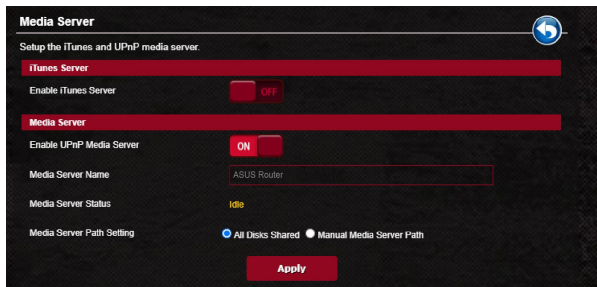 Media Server
Setup the iTunes and UPnP media server.
iTunes Server
Enable iTunes Server OFF
Media Server
Enable UPnP Media Server ON
Media Server Name ASUS Router
Media Server Status Idle
Media Server Path Setting All Disks Shared Manual Media Server Path
Apply